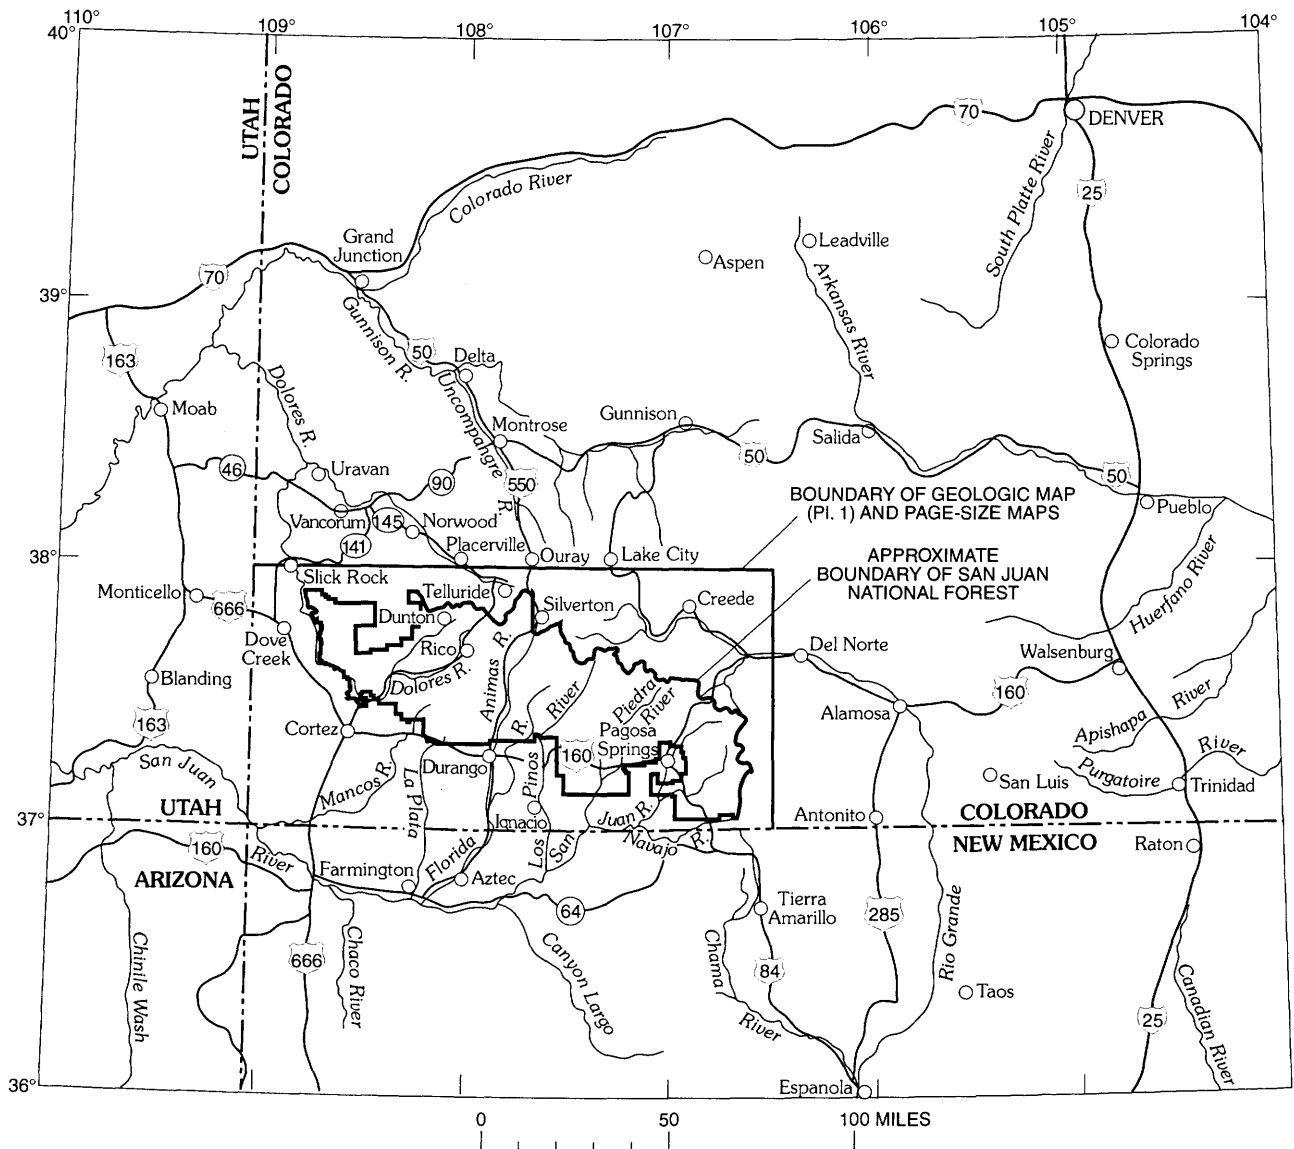 110°
109°
108°
107°
106°
105°
104°
40°
UTAH
COLORADO
70
DENVER
South Platte River
25
Colorado River
Grand
Junction
Leadville
Aspen
70
Arkansas River
39°
Gunnison R.
163
50
Delta
Colorado
Springs
Dolores R.
Uncompahgre
R.
Moab
Montrose
Gunnison
Salida
50
50
46
Uravan
90
550
BOUNDARY OF GEOLOGIC MAP
(Pl. 1) AND PAGE-SIZE MAPS
Pueblo
Vancorum
145
Norwood
141
Placerville
Ouray
Lake City
38°
APPROXIMATE
BOUNDARY OF SAN JUAN
NATIONAL FOREST
Huerfano River
Slick Rock
Monticello
666
Telluride
Dunton
Silverton
Creede
Dove
Creek
Rico
Del Norte
Walsenburg
Blanding
Dolores R.
Animas
R.
R.
River
Piedra
River
160
Alamosa
163
Cortez
Pagosa
Springs
160
Apishapa
River
San Juan
Durango
Mancos R.
La Plata
Pinos
Purgatoire
River
San Luis
Trinidad
UTAH
Ignacio
Juan R.
Antonito
COLORADO
37°
NEW MEXICO
160
River
Navajo
R.
Raton
ARIZONA
Farmington
Florida
Los
San
Aztec
64
Tierra
Amarillo
285
Rio Grande
Chinile Wash
Chaco River
666
Canyon Largo
Chama
River
84
Taos
Canadian River
25
36°
Espanola
0
50
100 MILES